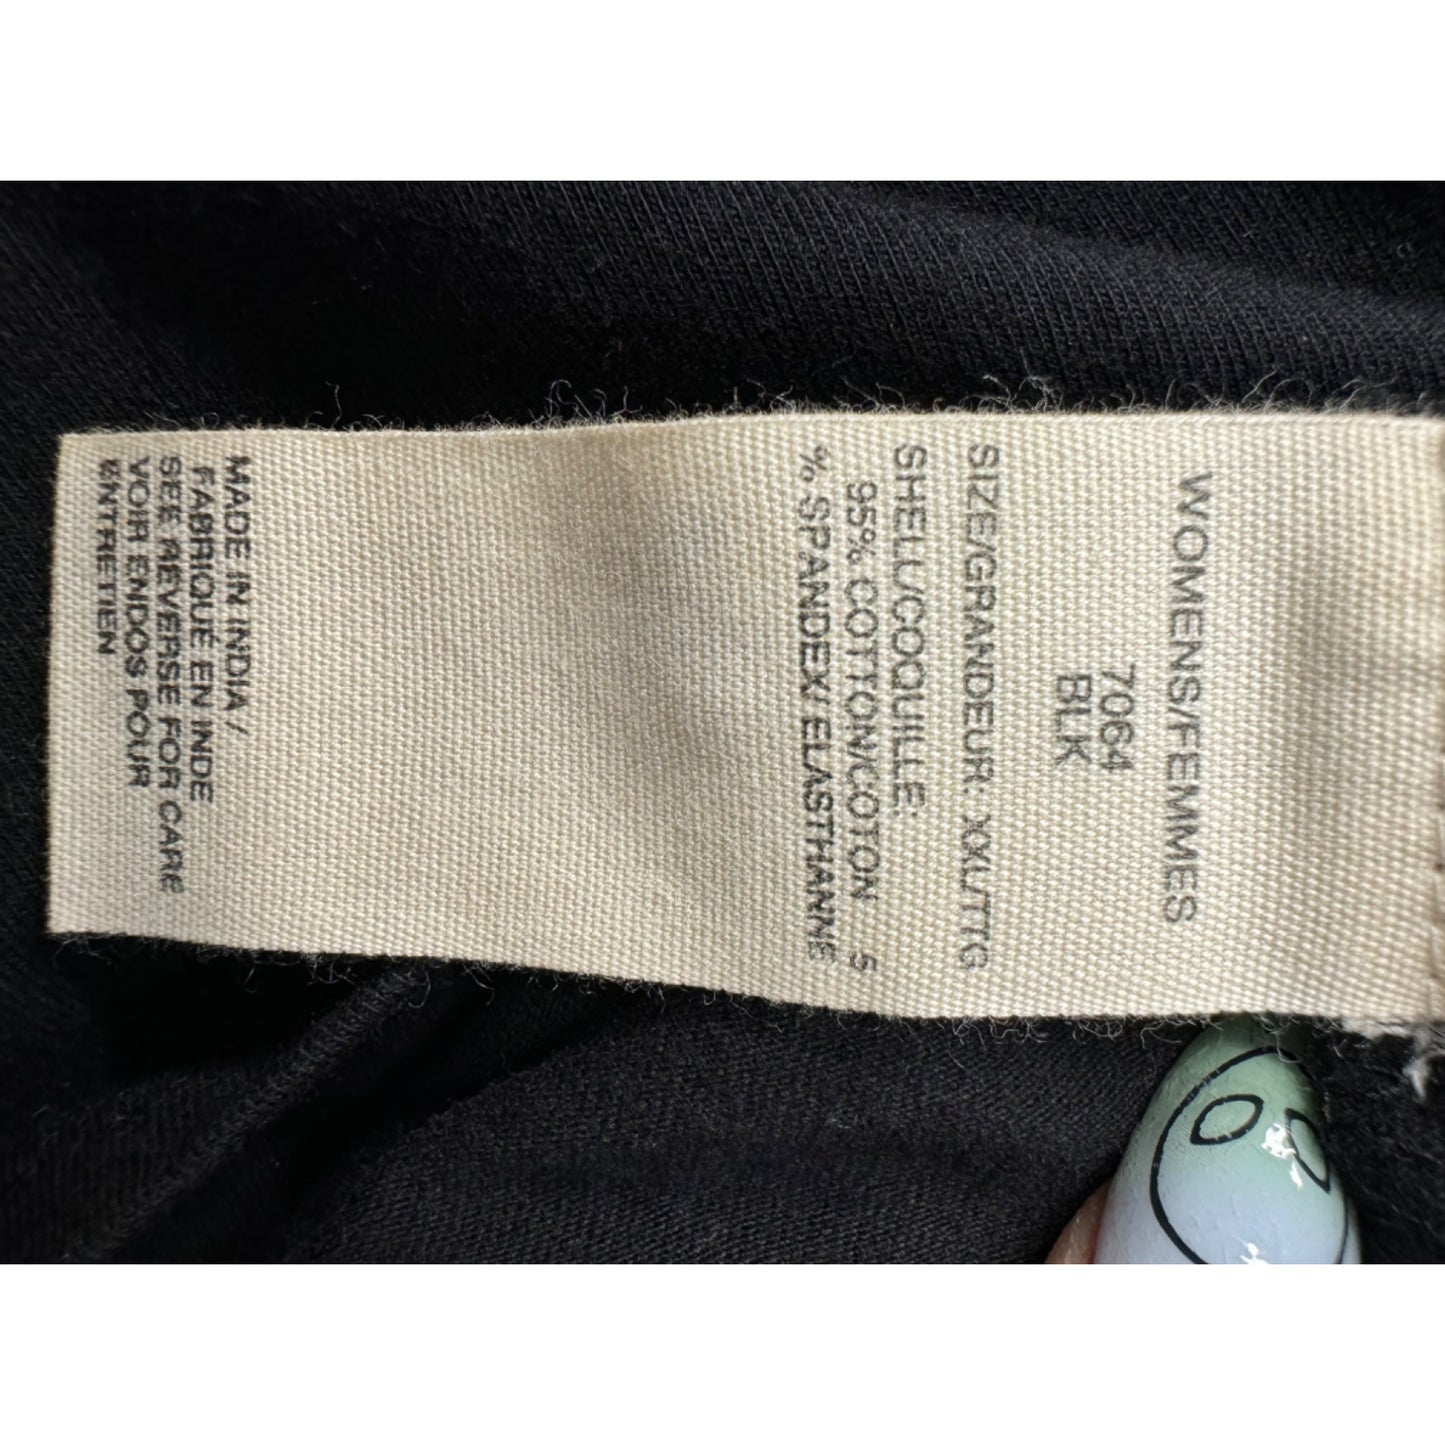 WOMENS/FEMMES
7064
BLK
SIZE/GRANDEUR: XXL/TTG
SHELL/COQUILLE:
95% COTTON/COTON 5
% SPANDEX/ ELASTHANNE
MADE IN INDIA /
FABRIQUÉ EN INDE
SEE REVERSE FOR CARE
VOIR ENDOS POUR
ENTRETIEN